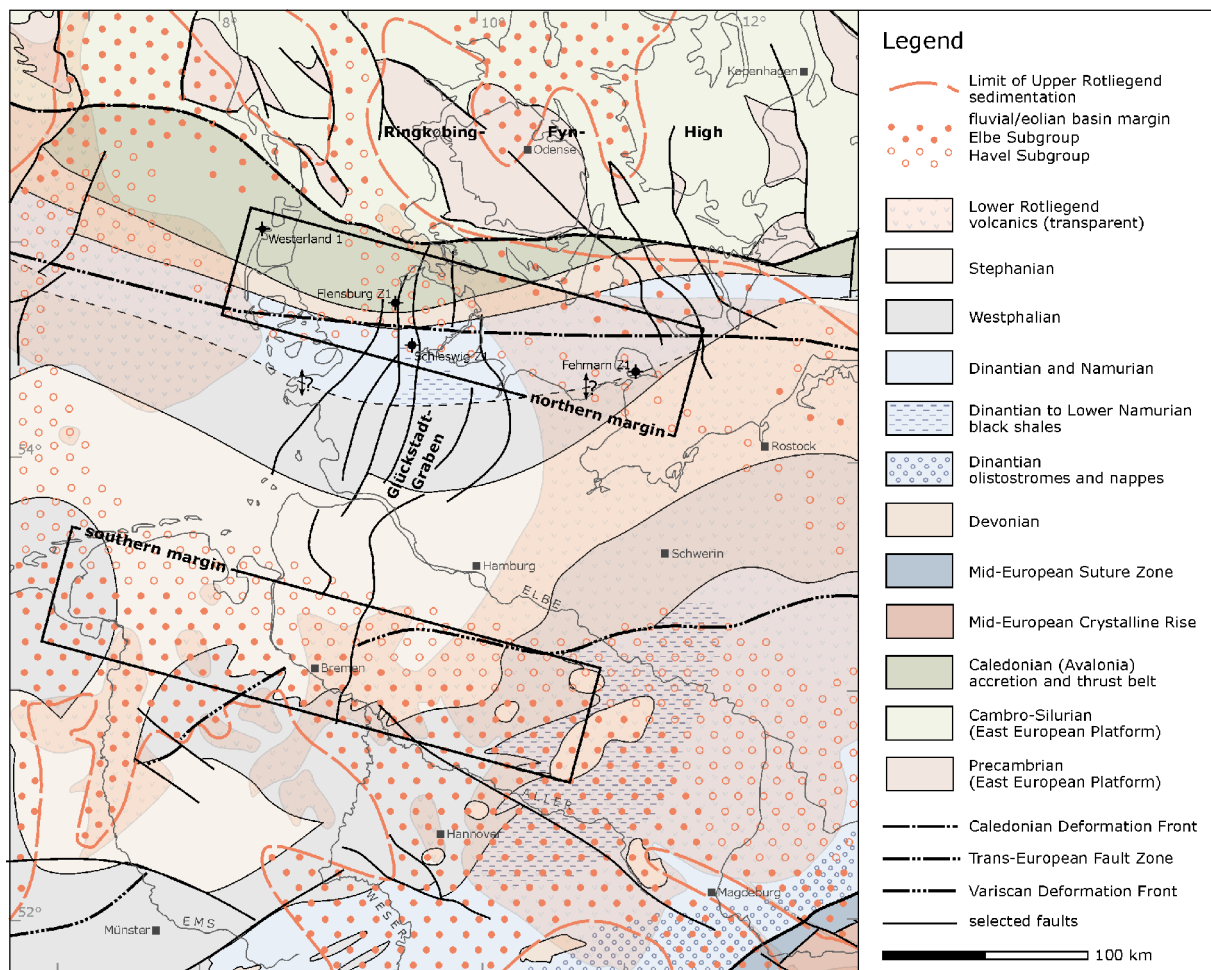 8°
10°
12°
København
Ringkøbing-
Fyn-
High
Odense
Westerland 1
Flensburg Z1
Schleswig Z1
Fehmarn Z1
?
?
northern margin
Glückstadt-
Graben
54°
Rostock
southern margin
Schwerin
Hamburg
ELBE
Bremen
ALLER
Hannover
Magdeburg
WESER
52°
EMS
Münster
Legend
Limit of Upper Rotliegend
sedimentation
fluvial/eolian basin margin
Elbe Subgroup
Havel Subgroup
Lower Rotliegend
volcanics (transparent)
Stephanian
Westphalian
Dinantian and Namurian
Dinantian to Lower Namurian
black shales
Dinantian
olistostromes and nappes
Devonian
Mid-European Suture Zone
Mid-European Crystalline Rise
Caledonian (Avalonia)
accretion and thrust belt
Cambro-Silurian
(East European Platform)
Precambrian
(East European Platform)
Caledonian Deformation Front
Trans-European Fault Zone
Variscan Deformation Front
selected faults
100 km